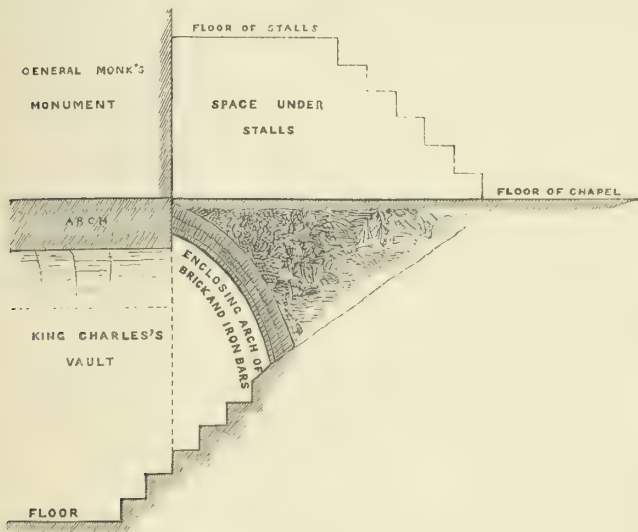 FLOOR OF STALLS
GENERAL MONK'S
MONUMENT
SPACE UNDER
STALLS
FLOOR OF CHAPEL
ARCH
ENCLOSING ARCH OF
BRICK AND IRON BARS
KING CHARLES'S
VAULT
FLOOR